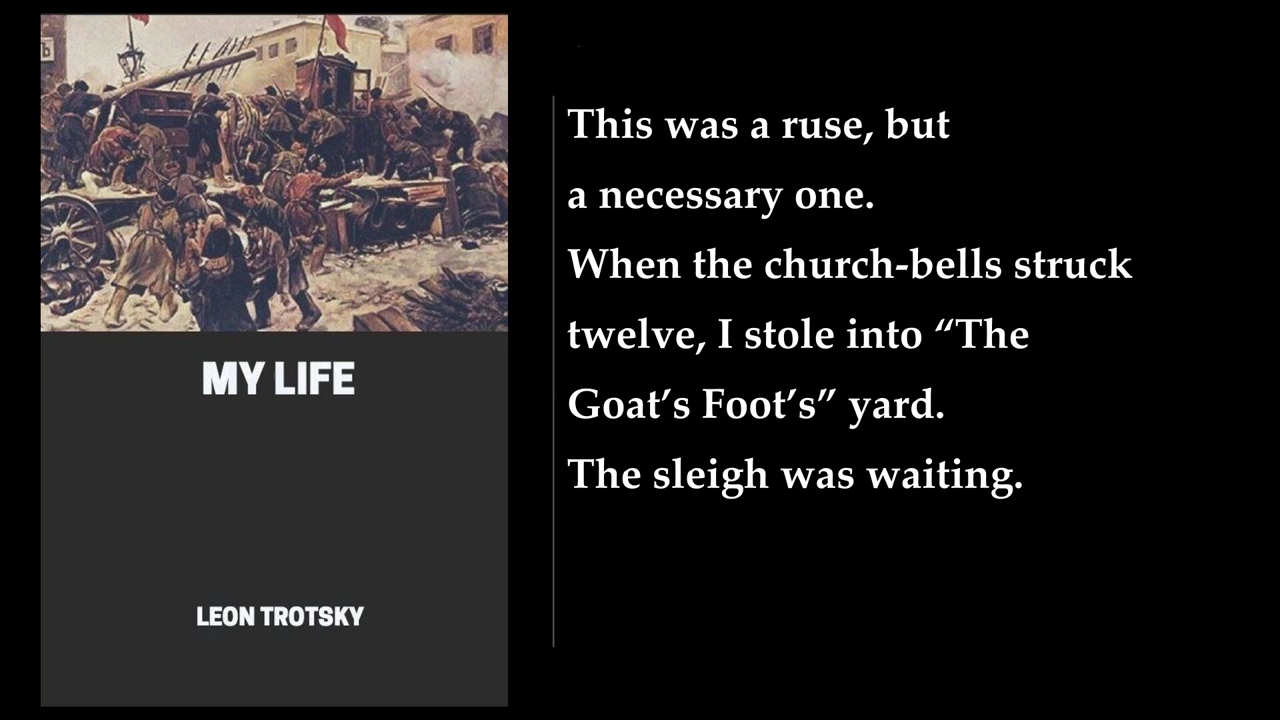 Ъ
MY LIFE
LEON TROTSKY
This was a ruse, but
a necessary one.
When the church-bells struck
twelve, I stole into “The
Goat’s Foot’s” yard.
The sleigh was waiting.